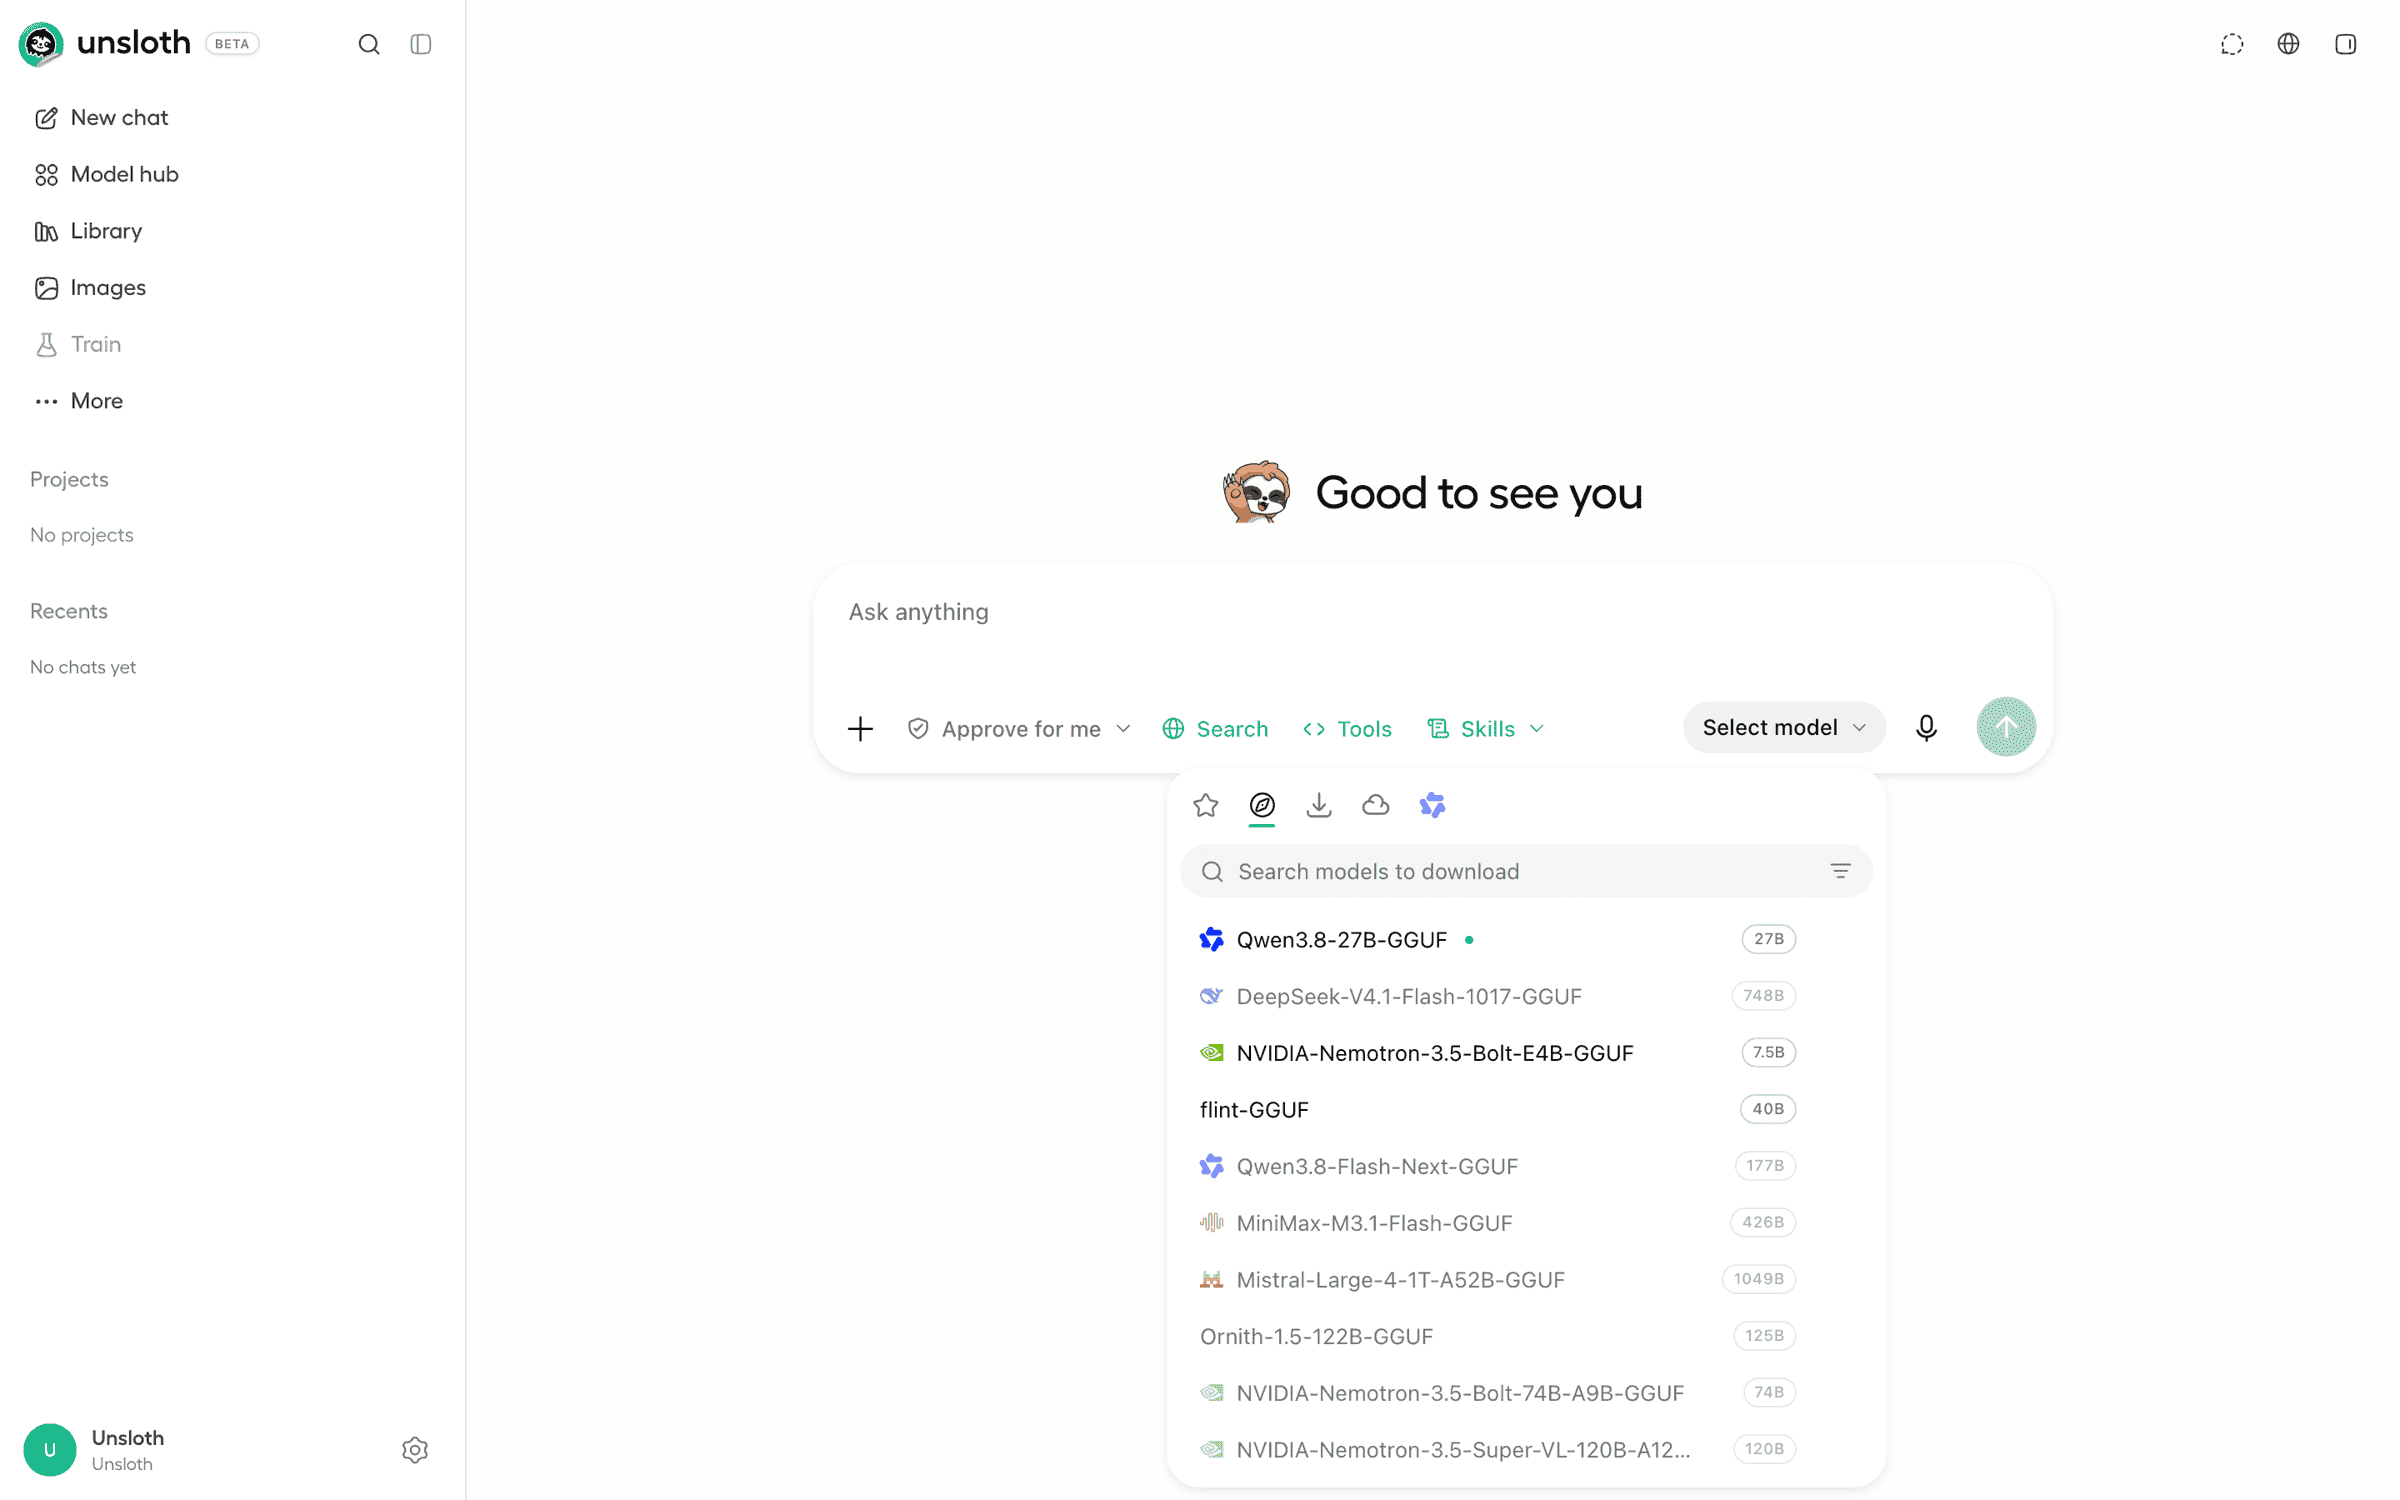 unsloth BETA
New chat
Model hub
Library
Images
Train
More
Projects
No projects
Recents
No chats yet
U
Unsloth
Unsloth
Good to see you
Ask anything
Approve for me Search Tools Skills Select model
Search models to download
Qwen3.8-27B-GGUF 27B
DeepSeek-V4.1-Flash-1017-GGUF 748B
NVIDIA-Nemotron-3.5-Bolt-E4B-GGUF 7.5B
flint-GGUF 40B
Qwen3.8-Flash-Next-GGUF 177B
MiniMax-M3.1-Flash-GGUF 426B
Mistral-Large-4-1T-A52B-GGUF 1049B
Ornith-1.5-122B-GGUF 125B
NVIDIA-Nemotron-3.5-Bolt-74B-A9B-GGUF 74B
NVIDIA-Nemotron-3.5-Super-VL-120B-A12... 120B